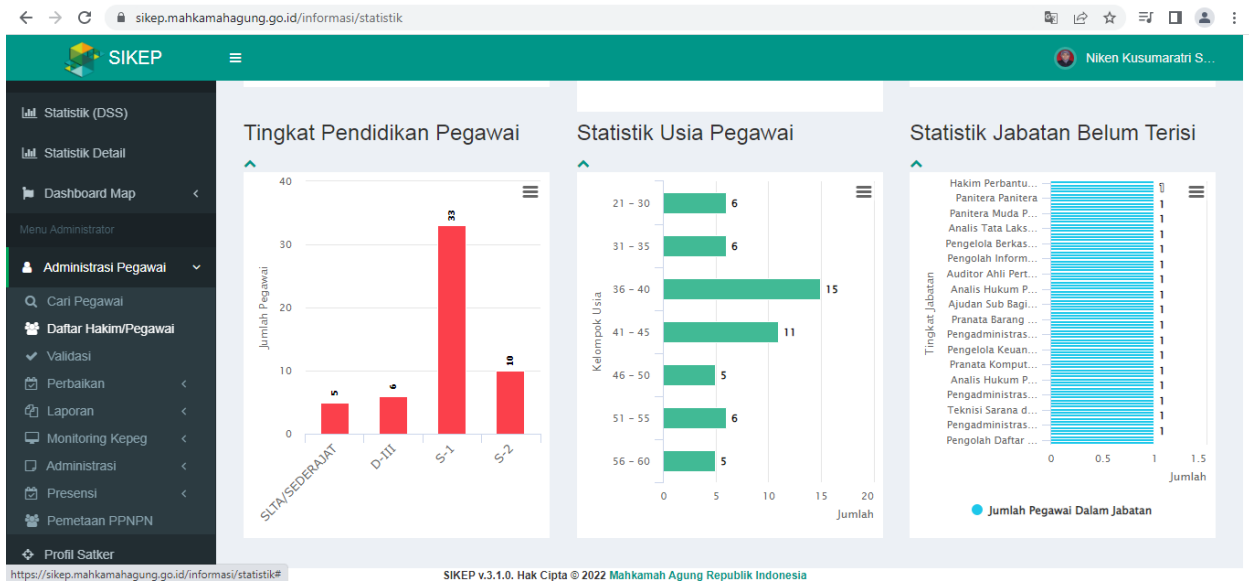 sikep.mahkamahagung.go.id/informasi/statistik
SIKEP
Niken Kusumaratri S...
Statistik (DSS)
Statistik Detail
Dashboard Map
Menu Administrator
Administrasi Pegawai
Cari Pegawai
Daftar Hakim/Pegawai
Validasi
Perbaikan
Laporan
Monitoring Kepeg
Administrasi
Presensi
Pemetaan PPNPN
Profil Satker
Tingkat Pendidikan Pegawai
Jumlah Pegawai
40
30
20
10
0
5
6
33
10
SLTA/SEDERAJAT
D-III
S-1
S-2
Statistik Usia Pegawai
Kelompok Usia
21 – 30
6
31 – 35
6
36 – 40
15
41 – 45
11
46 – 50
5
51 – 55
6
56 – 60
5
0
5
10
15
20
Jumlah
Statistik Jabatan Belum Terisi
Tingkat Jabatan
Hakim Perbantu...
Panitera Panitera
1
Panitera Muda P...
1
Analis Tata Laks...
1
Pengelola Berkas...
1
Pengolah Inform...
1
Auditor Ahli Pert...
1
Analis Hukum P...
1
Ajudan Sub Bagi...
1
Pranata Barang ...
1
Pengadministras...
1
Pengelola Keuan...
1
Pranata Komput...
1
Analis Hukum P...
1
Pengadministras...
1
Teknisi Sarana d...
1
Pengadministras...
1
Pengolah Daftar ...
0
0.5
1
1.5
Jumlah
Jumlah Pegawai Dalam Jabatan
https://sikep.mahkamahagung.go.id/informasi/statistik#
SIKEP v.3.1.0. Hak Cipta © 2022 Mahkamah Agung Republik Indonesia